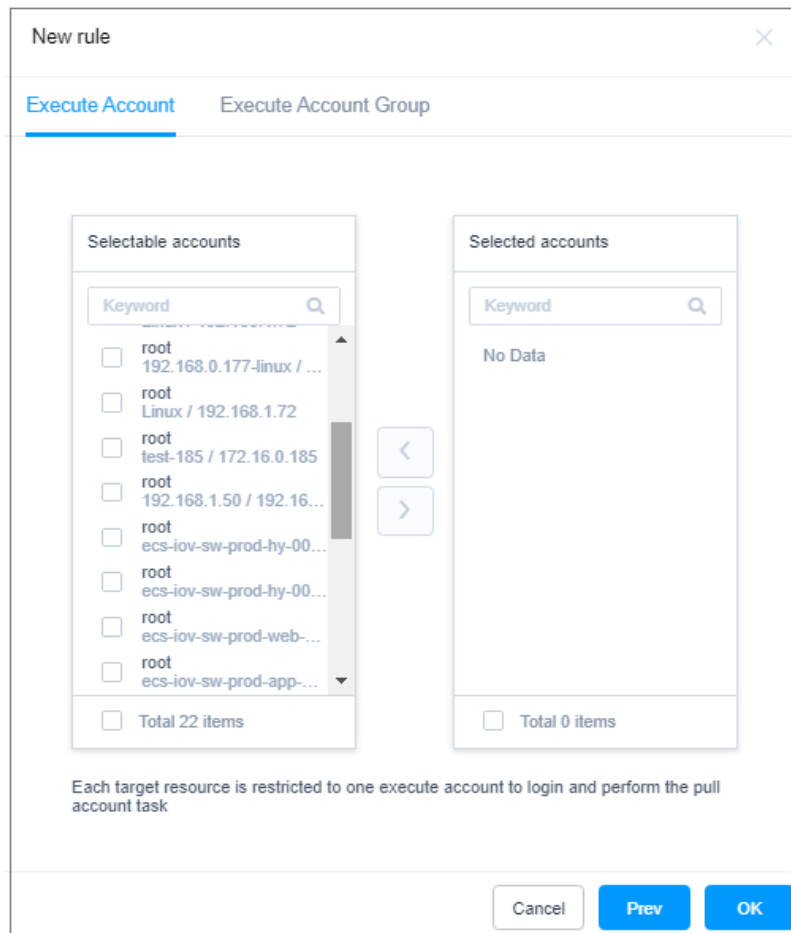 New rule
Execute Account
Execute Account Group
Selectable accounts
Keyword
root
192.168.0.177-linux / ...
root
Linux / 192.168.1.72
root
test-185 / 172.16.0.185
root
192.168.1.50 / 192.16...
root
ecs-iov-sw-prod-hy-00...
root
ecs-iov-sw-prod-hy-00...
root
ecs-iov-sw-prod-web-...
root
ecs-iov-sw-prod-app-...
Total 22 items
Selected accounts
Keyword
No Data
Total 0 items
Each target resource is restricted to one execute account to login and perform the pull
account task
Cancel
Prev
OK